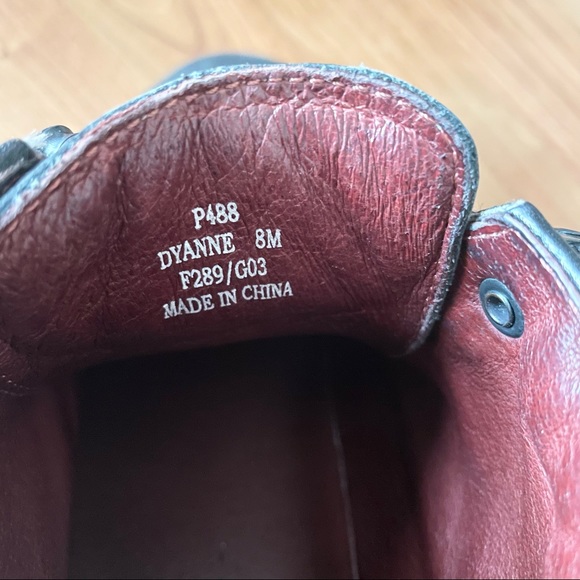 P488
DYANNE 8M
F289/G03
MADE IN CHINA